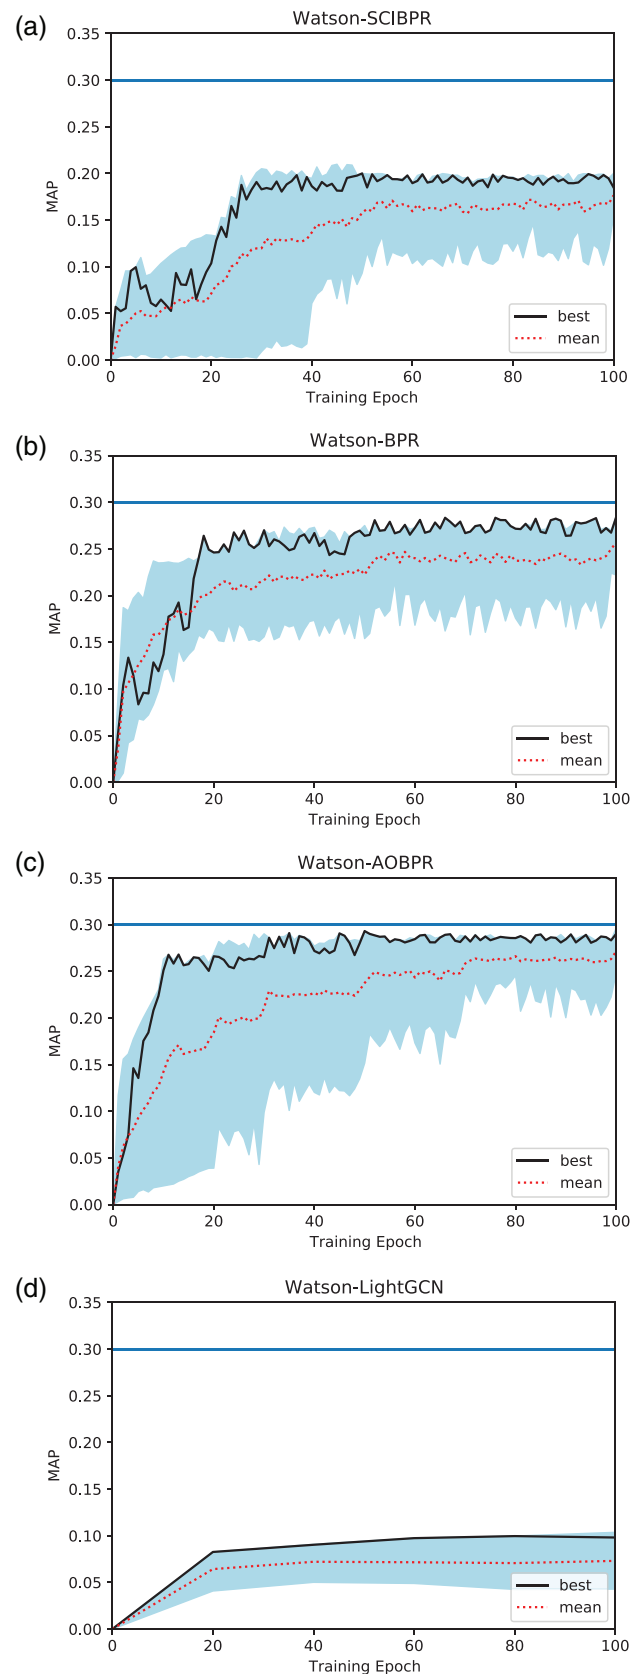 (a)
Watson-SCIBPR
0.35
0.30
0.25
0.20
0.15
0.10
0.05
0.00
MAP
best
mean
0 20 40 60 80 100
Training Epoch
(b)
Watson-BPR
0.35
0.30
0.25
0.20
0.15
0.10
0.05
0.00
MAP
best
mean
0 20 40 60 80 100
Training Epoch
(c)
Watson-AOBPR
0.35
0.30
0.25
0.20
0.15
0.10
0.05
0.00
MAP
best
mean
0 20 40 60 80 100
Training Epoch
(d)
Watson-LightGCN
0.35
0.30
0.25
0.20
0.15
0.10
0.05
0.00
MAP
best
mean
0 20 40 60 80 100
Training Epoch